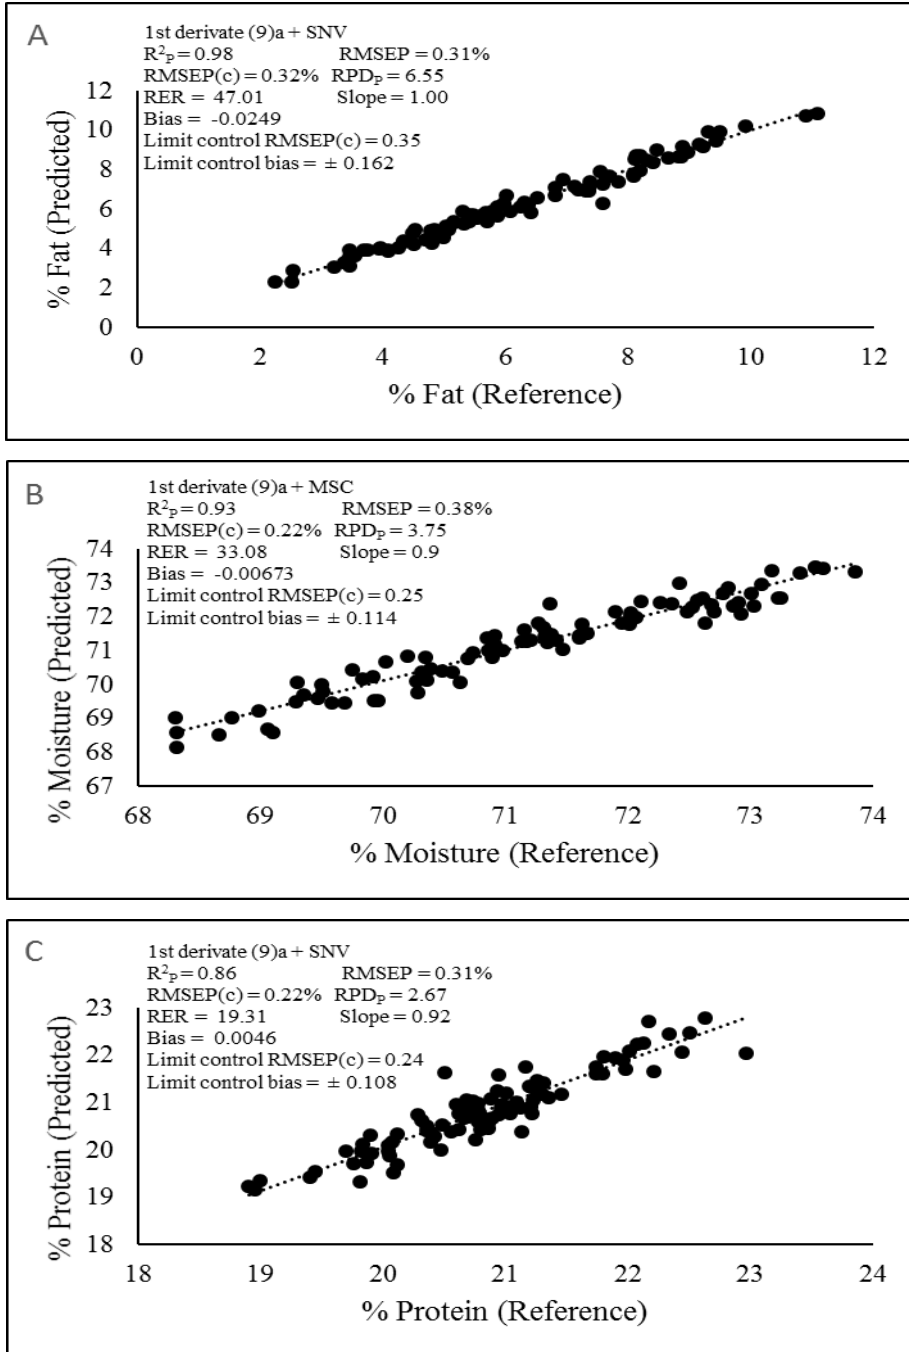 A
1st derivate (9)a + SNV
R²P = 0.98 RMSEP = 0.31%
RMSEP(c) = 0.32% RPDP = 6.55
RER = 47.01 Slope = 1.00
Bias = -0.0249
Limit control RMSEP(c) = 0.35
Limit control bias = ± 0.162
% Fat (Predicted)
12
10
8
6
4
2
0
0 2 4 6 8 10 12
% Fat (Reference)
B
1st derivate (9)a + MSC
R²P = 0.93 RMSEP = 0.38%
RMSEP(c) = 0.22% RPDP = 3.75
RER = 33.08 Slope = 0.9
Bias = -0.00673
Limit control RMSEP(c) = 0.25
Limit control bias = ± 0.114
% Moisture (Predicted)
74
73
72
71
70
69
68
67
68 69 70 71 72 73 74
% Moisture (Reference)
C
1st derivate (9)a + SNV
R²P = 0.86 RMSEP = 0.31%
RMSEP(c) = 0.22% RPDP = 2.67
RER = 19.31 Slope = 0.92
Bias = 0.0046
Limit control RMSEP(c) = 0.24
Limit control bias = ± 0.108
% Protein (Predicted)
23
22
21
20
19
18
18 19 20 21 22 23 24
% Protein (Reference)